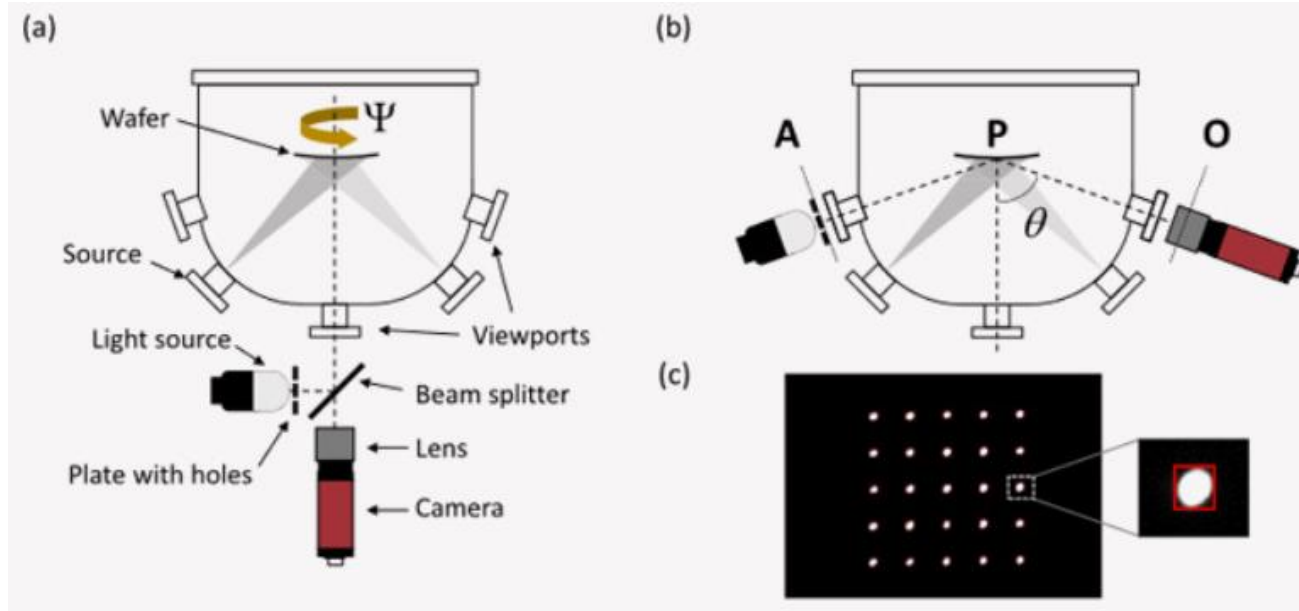 (a)
Wafer
Ψ
Source
Light source
Viewports
Beam splitter
Plate with holes
Lens
Camera
(b)
A
P
O
θ
(c)